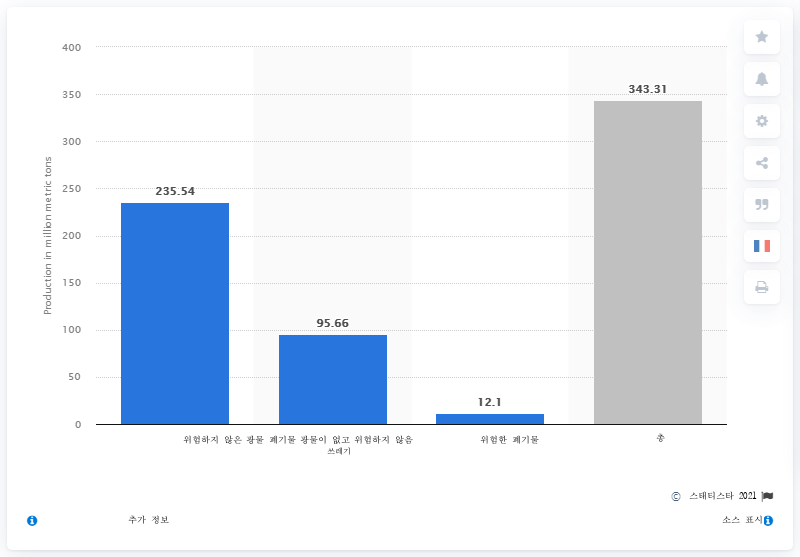 400
350
343.31
300
250
235.54
200
150
100
95.66
50
12.1
0
Production in million metric tons
위험하지 않은 광물 폐기물 광물이 없고 위험하지 않음
쓰레기
위험한 폐기물
총
© 스태티스타 2021
추가 정보
소스 표시